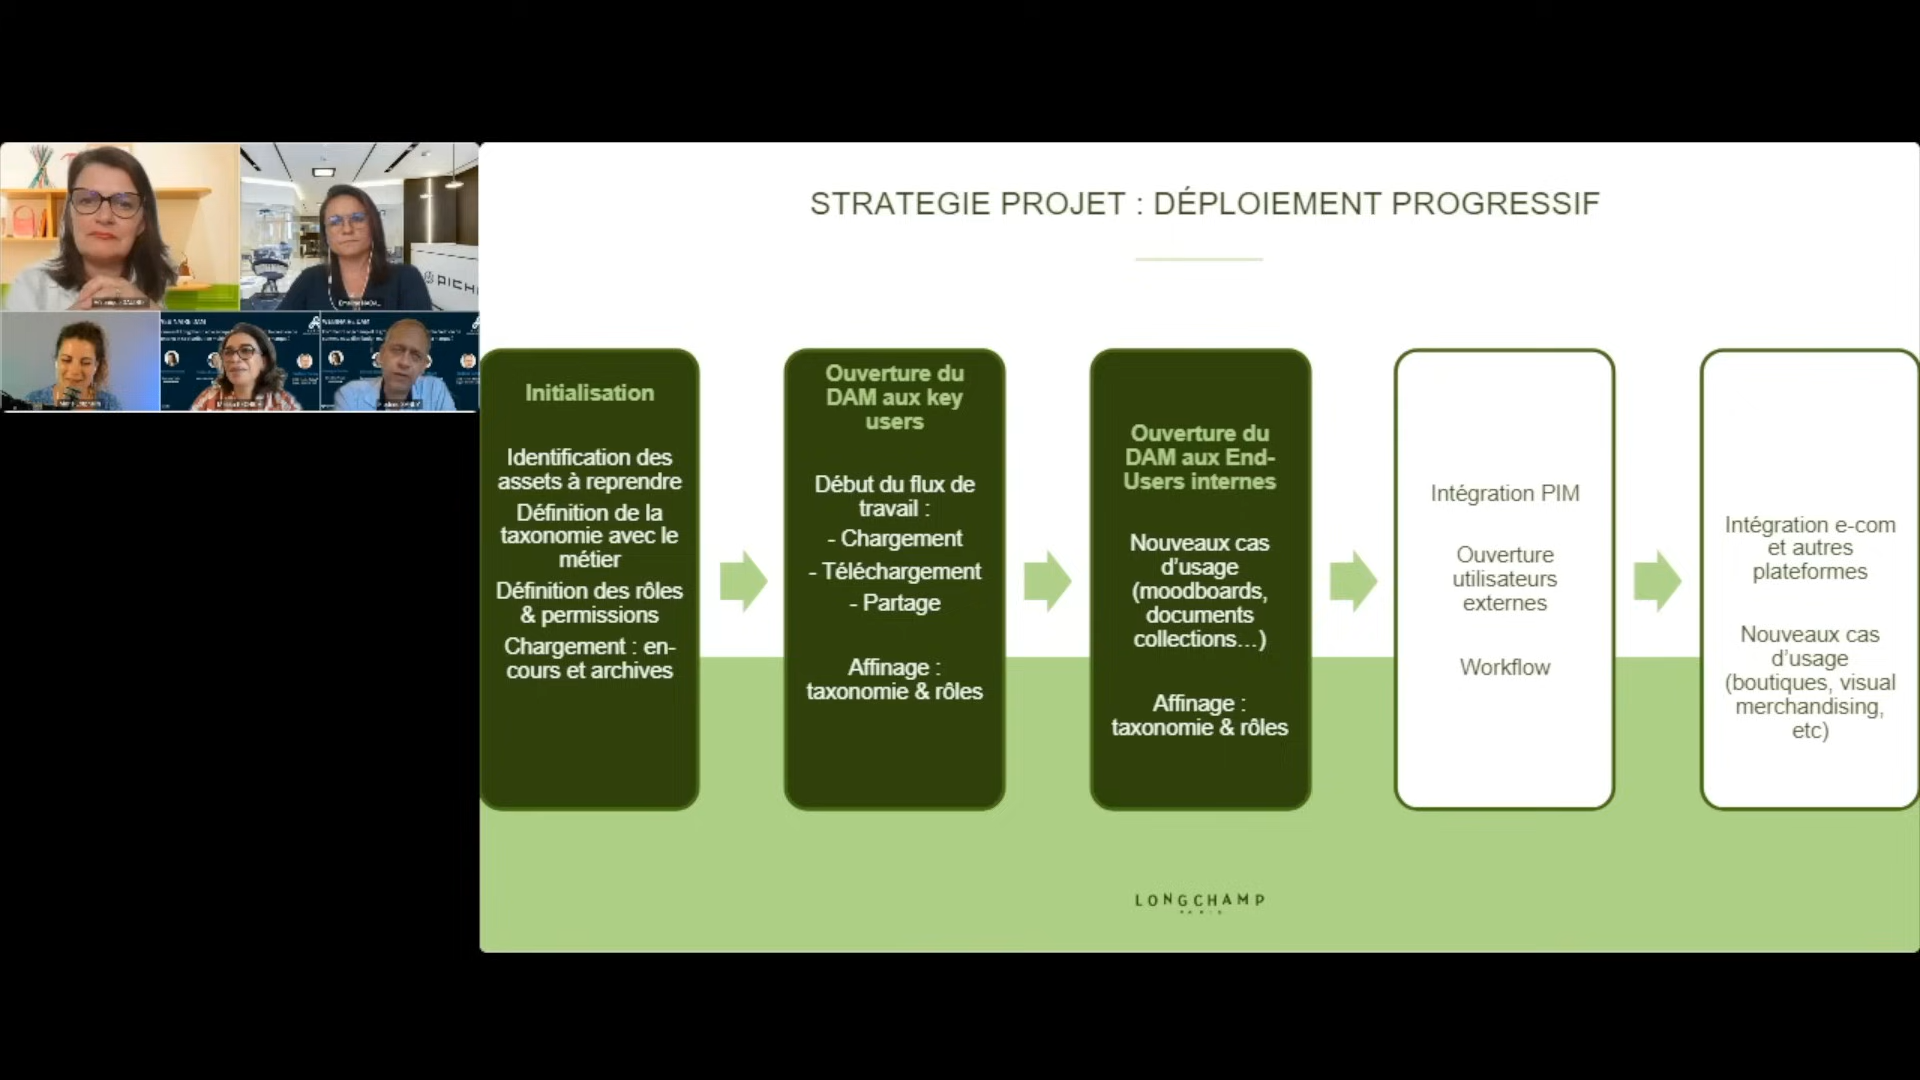 STRATEGIE PROJET : DÉPLOIEMENT PROGRESSIF
Initialisation
Identification des
assets à reprendre
Définition de la
taxonomie avec le
métier
Définition des rôles
& permissions
Chargement : en-
cours et archives
Ouverture du
DAM aux key
users
Début du flux de
travail :
- Chargement
- Téléchargement
- Partage
Affinage :
taxonomie & rôles
Ouverture du
DAM aux End-
Users internes
Nouveaux cas
d'usage
(moodboards,
documents
collections...)
Affinage :
taxonomie & rôles
Intégration PIM
Ouverture
utilisateurs
externes
Workflow
Intégration e-com
et autres
plateformes
Nouveaux cas
d'usage
(boutiques, visual
merchandising,
etc)
LONGCHAMP
PARIS